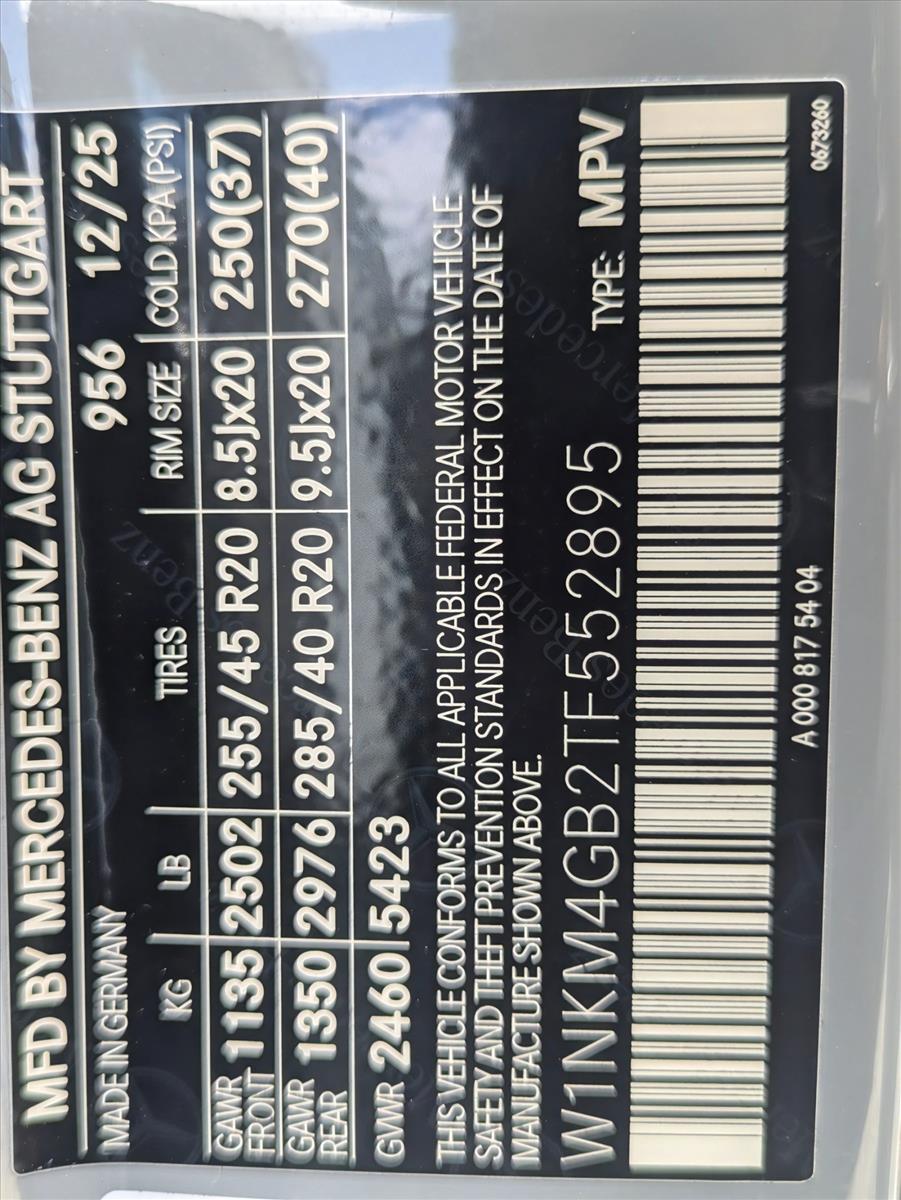 MFD BY MERCEDES-BENZ AG STUTTGART
MADE IN GERMANY 956 12/25
KG LB TIRES RIM SIZE COLD KPA(PSI)
GAWR FRONT 1135 2502 255/45 R20 8.5Jx20 250(37)
GAWR REAR 1350 2976 285/40 R20 9.5Jx20 270(40)
GVWR 2460 5423
THIS VEHICLE CONFORMS TO ALL APPLICABLE FEDERAL MOTOR VEHICLE
SAFETY AND THEFT PREVENTION STANDARDS IN EFFECT ON THE DATE OF
MANUFACTURE SHOWN ABOVE.
W1NKM4GB2TF552895 TYPE: MPV
A 000 817 54 04 0673260